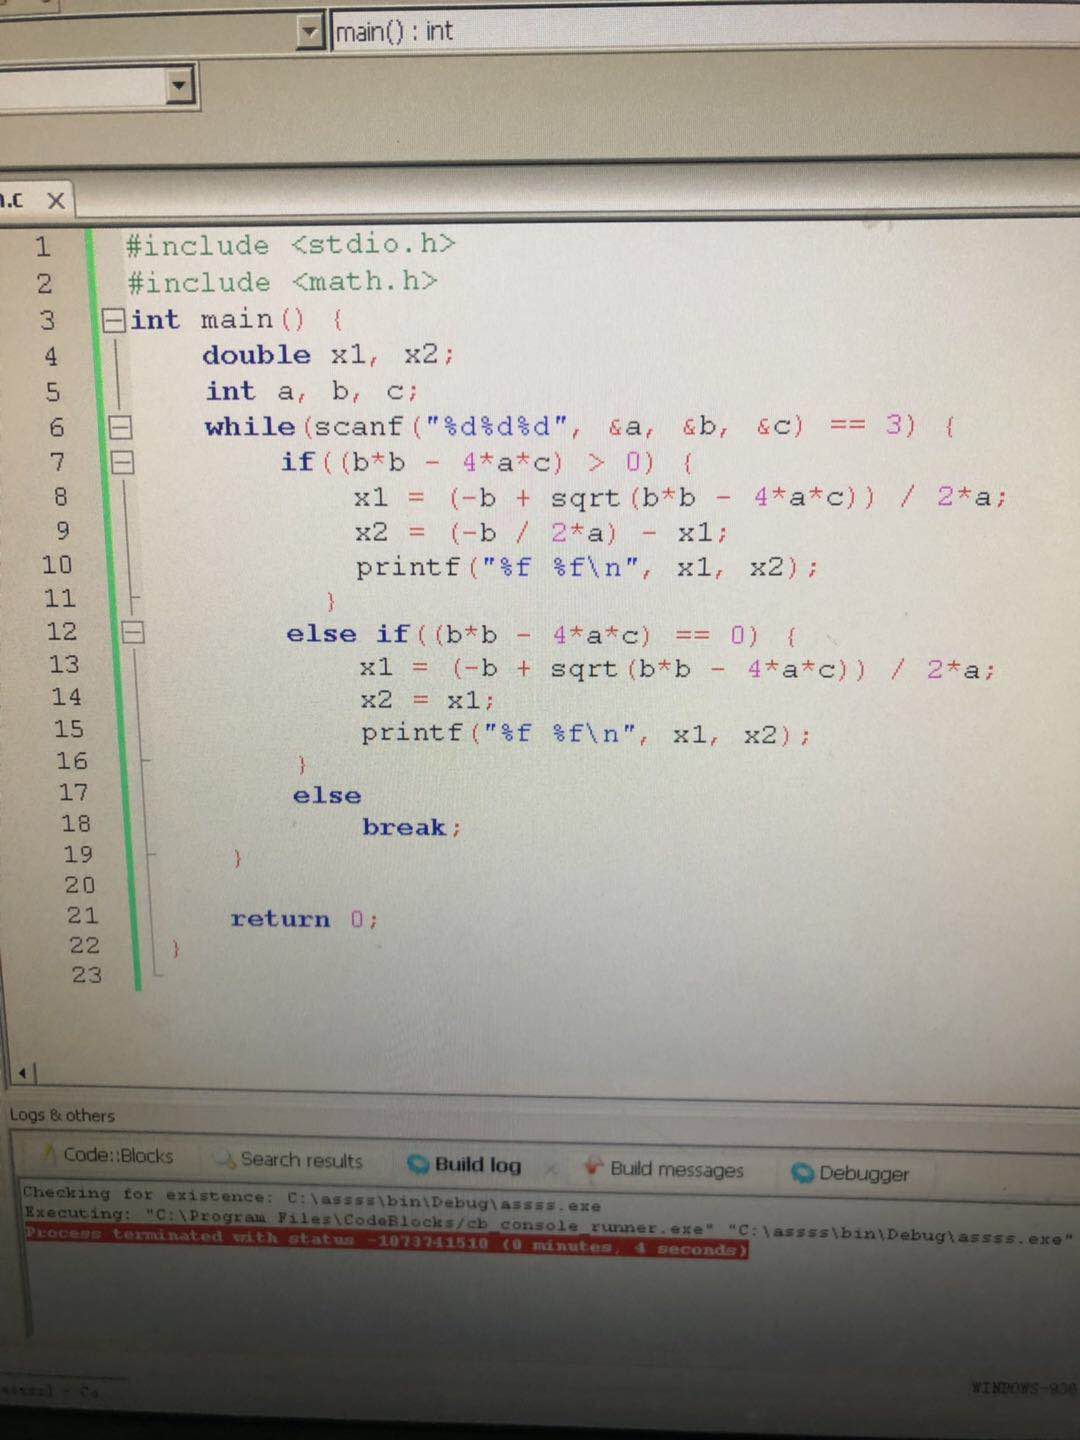 main() : int
.c X
1 #include <stdio.h>
2 #include <math.h>
3 int main() {
4 double x1, x2;
5 int a, b, c;
6 while(scanf("%d%d%d", &a, &b, &c) == 3) {
7 if((b*b - 4*a*c) > 0) {
8 x1 = (-b + sqrt(b*b - 4*a*c)) / 2*a;
9 x2 = (-b / 2*a) - x1;
10 printf("%f %f\n", x1, x2);
11 }
12 else if((b*b - 4*a*c) == 0) {
13 x1 = (-b + sqrt(b*b - 4*a*c)) / 2*a;
14 x2 = x1;
15 printf("%f %f\n", x1, x2);
16 }
17 else
18 break;
19 }
20
21 return 0;
22 }
23
Logs & others
Code::Blocks Search results Build log Build messages Debugger
Checking for existence: C:\assss\bin\Debug\assss.exe
Executing: "C:\Program Files\CodeBlocks/cb_console_runner.exe" "C:\assss\bin\Debug\assss.exe"
Process terminated with status -1073741510 (0 minutes, 4 seconds)
WINDOWS-936